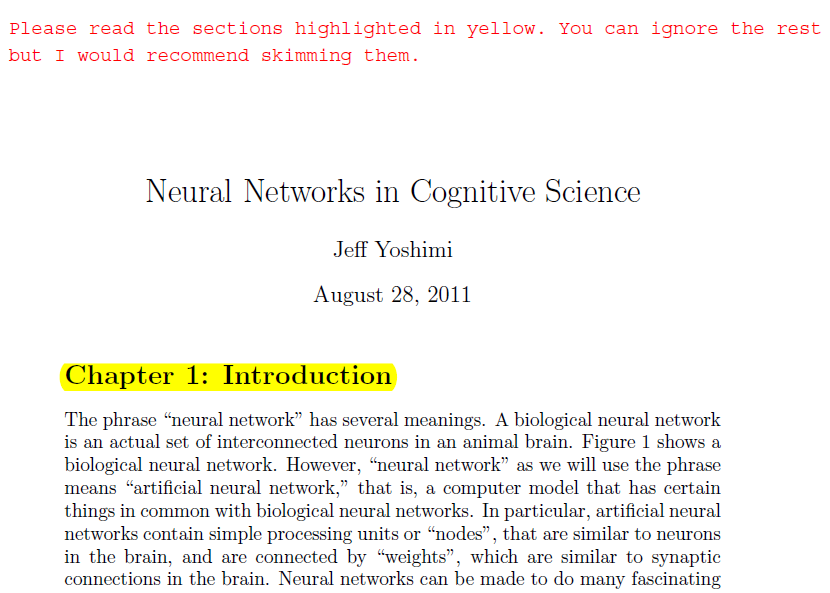 Please read the sections highlighted in yellow. You can ignore the rest
but I would recommend skimming them.
Neural Networks in Cognitive Science
Jeff Yoshimi
August 28, 2011
Chapter 1: Introduction
The phrase “neural network” has several meanings. A biological neural network
is an actual set of interconnected neurons in an animal brain. Figure 1 shows a
biological neural network. However, “neural network” as we will use the phrase
means “artificial neural network,” that is, a computer model that has certain
things in common with biological neural networks. In particular, artificial neural
networks contain simple processing units or “nodes”, that are similar to neurons
in the brain, and are connected by “weights”, which are similar to synaptic
connections in the brain. Neural networks can be made to do many fascinating